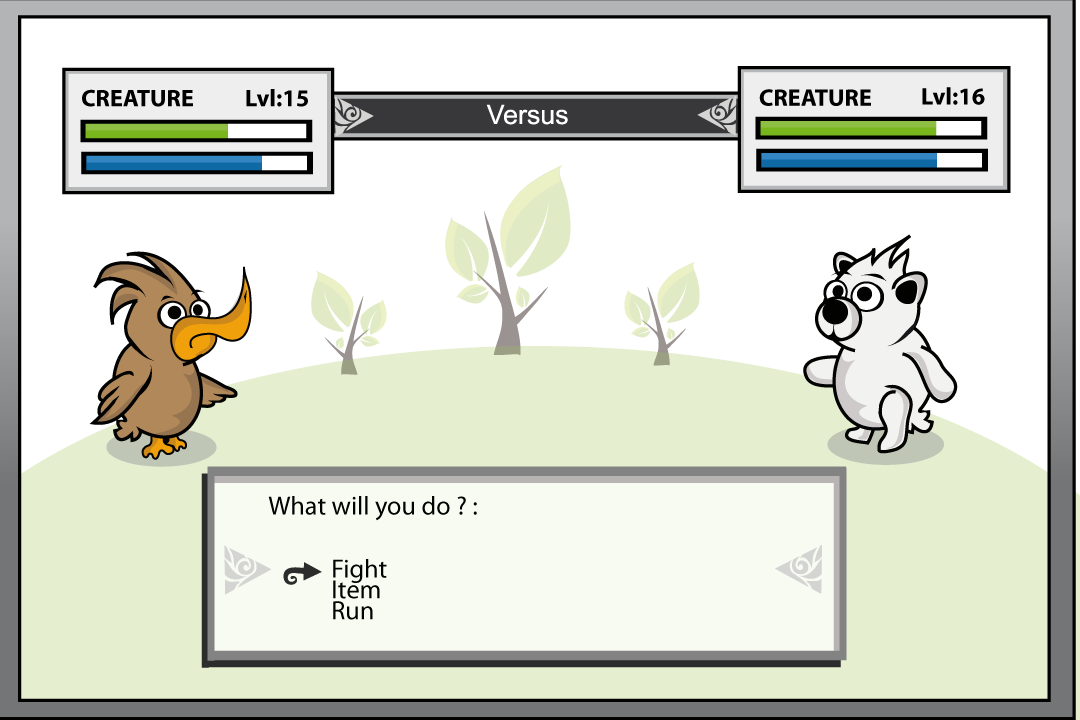 CREATURE Lvl:15
Versus
CREATURE Lvl:16
What will you do ? :
Fight
Item
Run